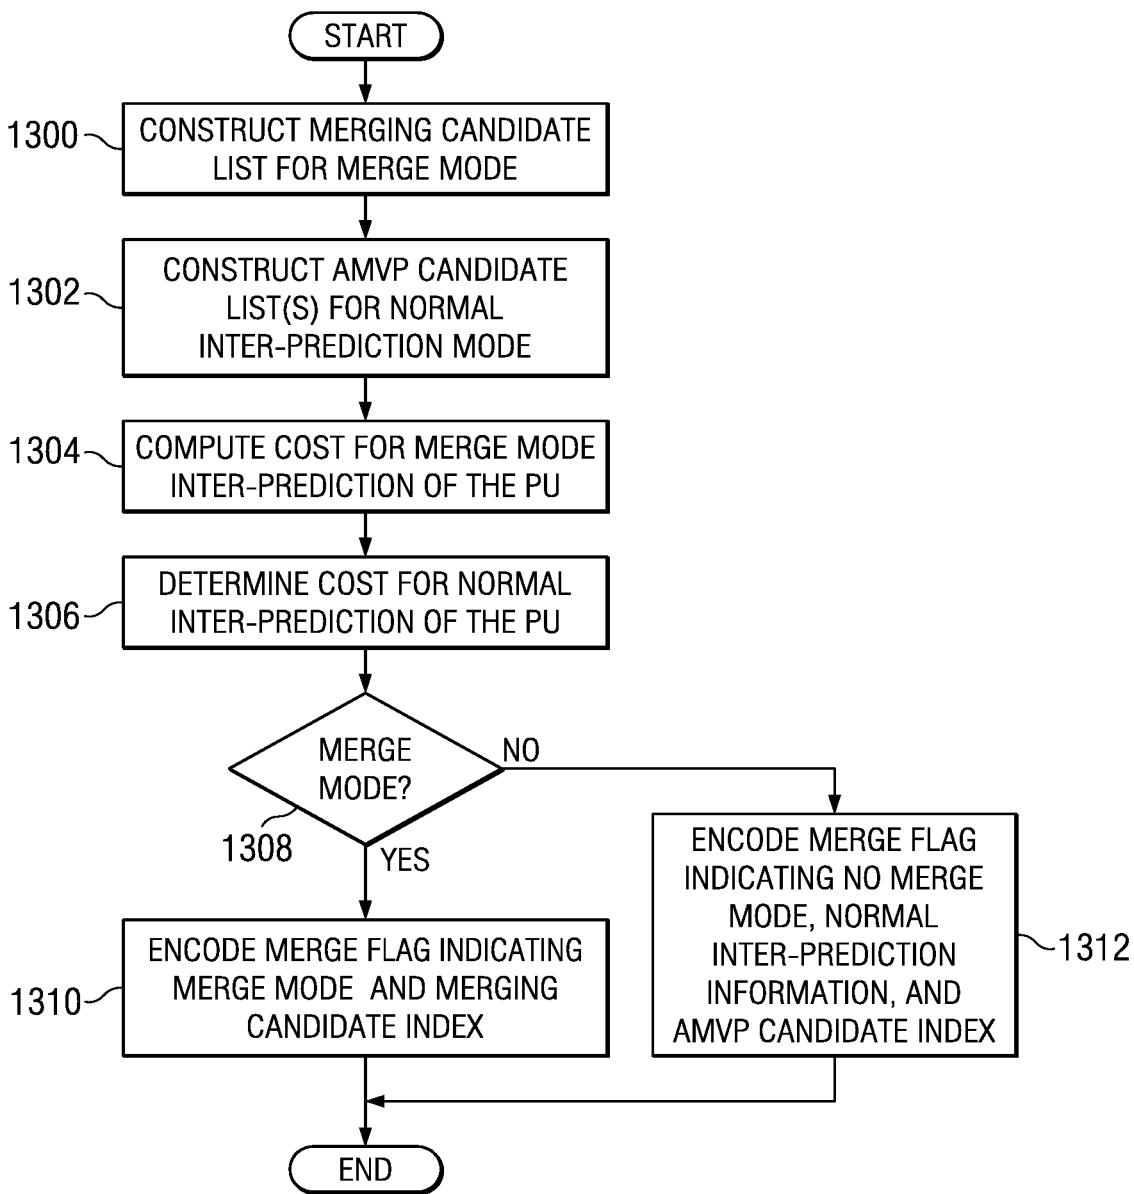 START
1300
CONSTRUCT MERGING CANDIDATE
LIST FOR MERGE MODE
1302
CONSTRUCT AMVP CANDIDATE
LIST(S) FOR NORMAL
INTER-PREDICTION MODE
1304
COMPUTE COST FOR MERGE MODE
INTER-PREDICTION OF THE PU
1306
DETERMINE COST FOR NORMAL
INTER-PREDICTION OF THE PU
MERGE
MODE?
NO
1308
YES
1310
ENCODE MERGE FLAG INDICATING
MERGE MODE AND MERGING
CANDIDATE INDEX
ENCODE MERGE FLAG
INDICATING NO MERGE
MODE, NORMAL
INTER-PREDICTION
INFORMATION, AND
AMVP CANDIDATE INDEX
1312
END